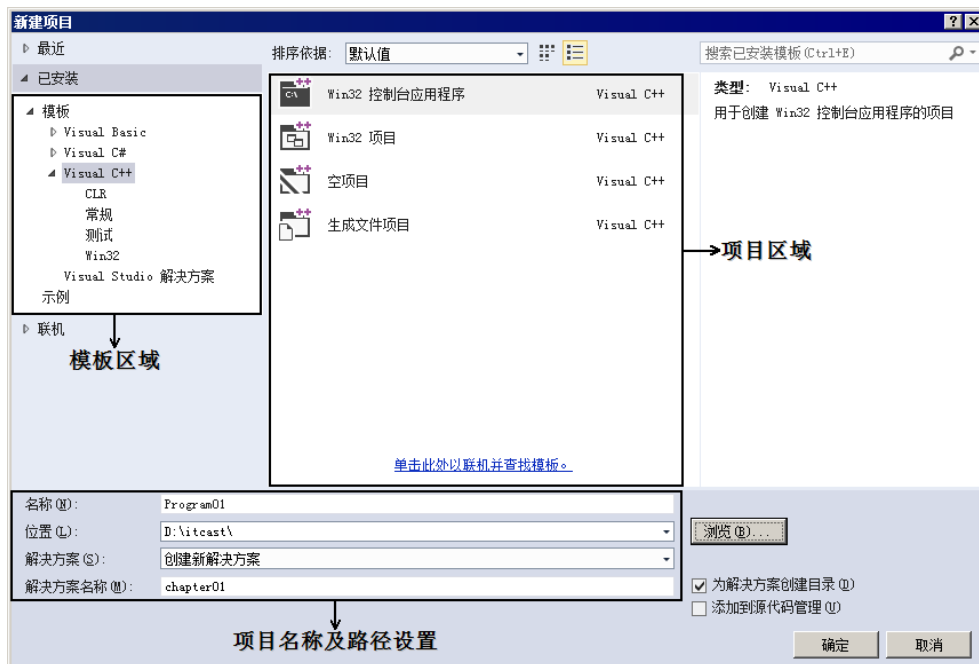 新建项目
最近
排序依据: 默认值
搜索已安装模板(Ctrl+E)
已安装
模板
Visual Basic
Visual C#
Visual C++
CLR
常规
测试
Win32
Visual Studio 解决方案
示例
联机
模板区域
Win32 控制台应用程序 Visual C++
Win32 项目 Visual C++
空项目 Visual C++
生成文件项目 Visual C++
单击此处以联机并查找模板。
类型: Visual C++
用于创建 Win32 控制台应用程序的项目
项目区域
名称(N): Program01
位置(L): D:\itcast\
浏览(B)...
解决方案(S): 创建新解决方案
解决方案名称(M): chapter01
为解决方案创建目录(D)
添加到源代码管理(U)
项目名称及路径设置
确定 取消